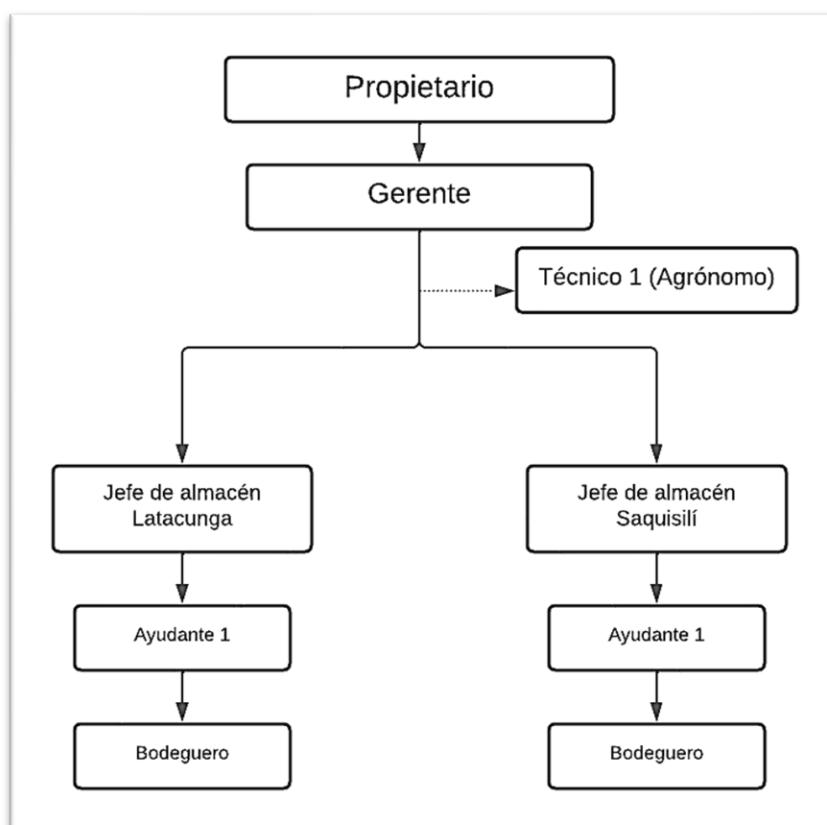 Propietario
Gerente
Técnico 1 (Agrónomo)
Jefe de almacén
Latacunga
Jefe de almacén
Saquisilí
Ayudante 1
Ayudante 1
Bodeguero
Bodeguero